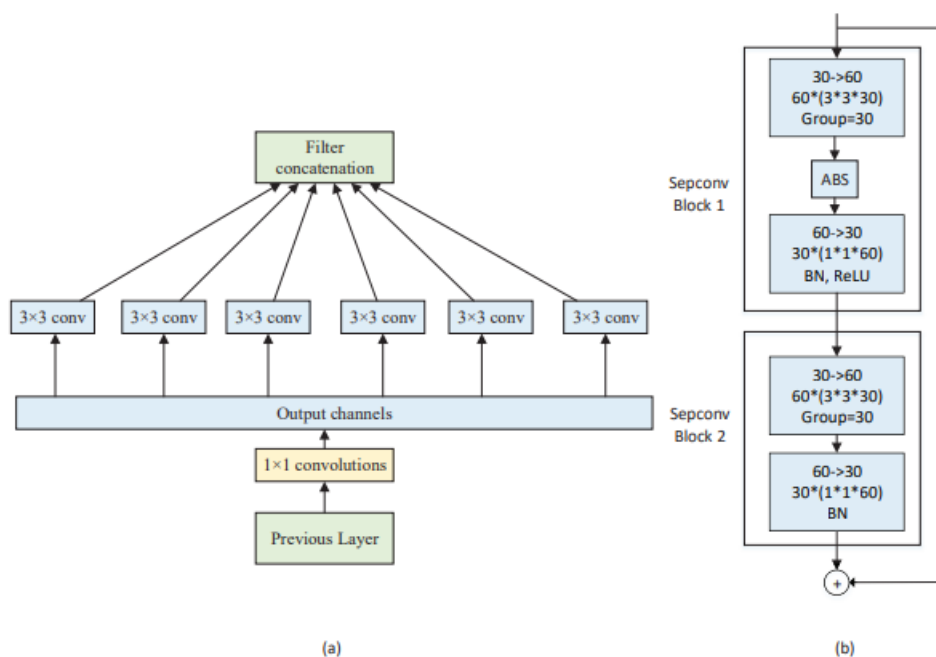 Filter
concatenation
3×3 conv
3×3 conv
3×3 conv
3×3 conv
3×3 conv
3×3 conv
Output channels
1×1 convolutions
Previous Layer
(a)
30->60
60*(3*3*30)
Group=30
ABS
Sepconv
Block 1
60->30
30*(1*1*60)
BN, ReLU
30->60
60*(3*3*30)
Group=30
Sepconv
Block 2
60->30
30*(1*1*60)
BN
+
(b)